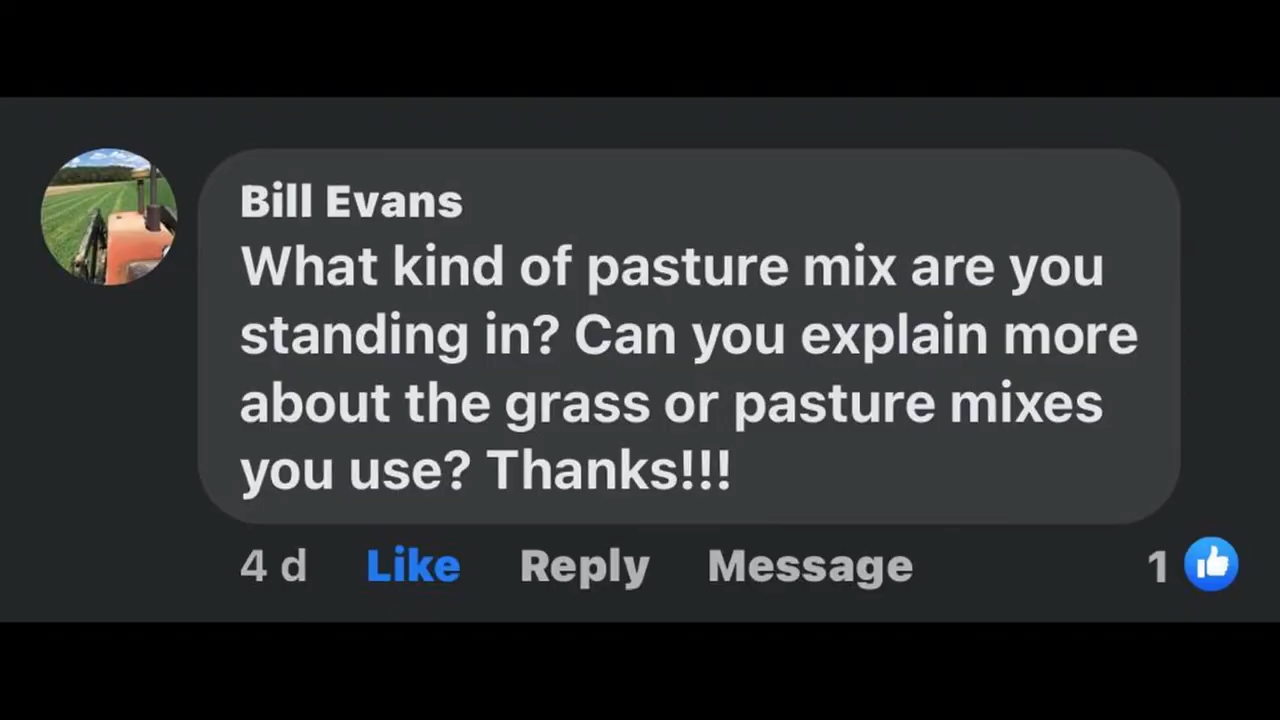 Bill Evans
What kind of pasture mix are you
standing in? Can you explain more
about the grass or pasture mixes
you use? Thanks!!!
4 d Like Reply Message 1